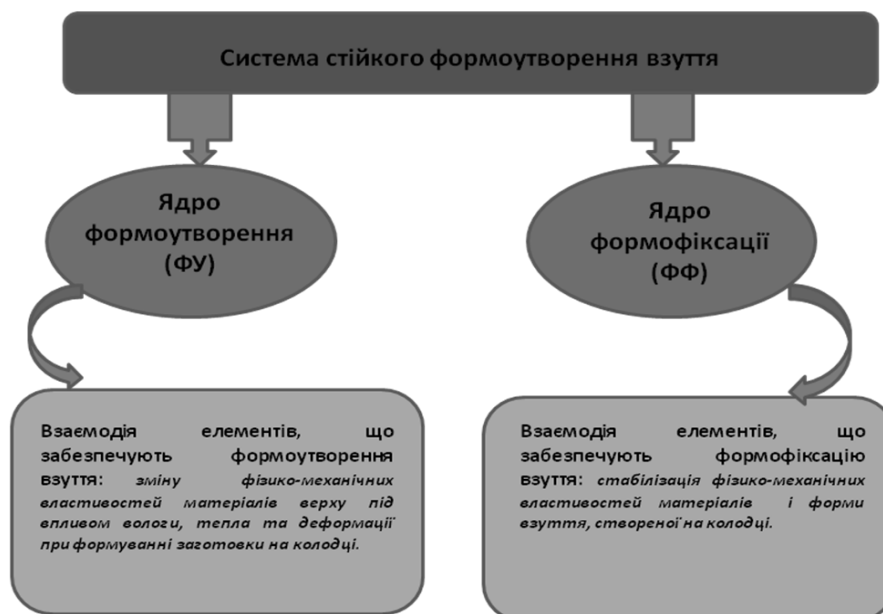 Система стійкого формоутворення взуття
Ядро
формоутворення
(ФУ)
Ядро
формофіксації
(ФФ)
Взаємодія елементів, що
забезпечують формоутворення
взуття: зміну фізико-механічних
властивостей матеріалів верху під
впливом вологи, тепла та деформації
при формуванні заготовки на колодці.
Взаємодія елементів, що
забезпечують формофіксацію
взуття: стабілізація фізико-механічних
властивостей матеріалів і форми
взуття, створеної на колодці.